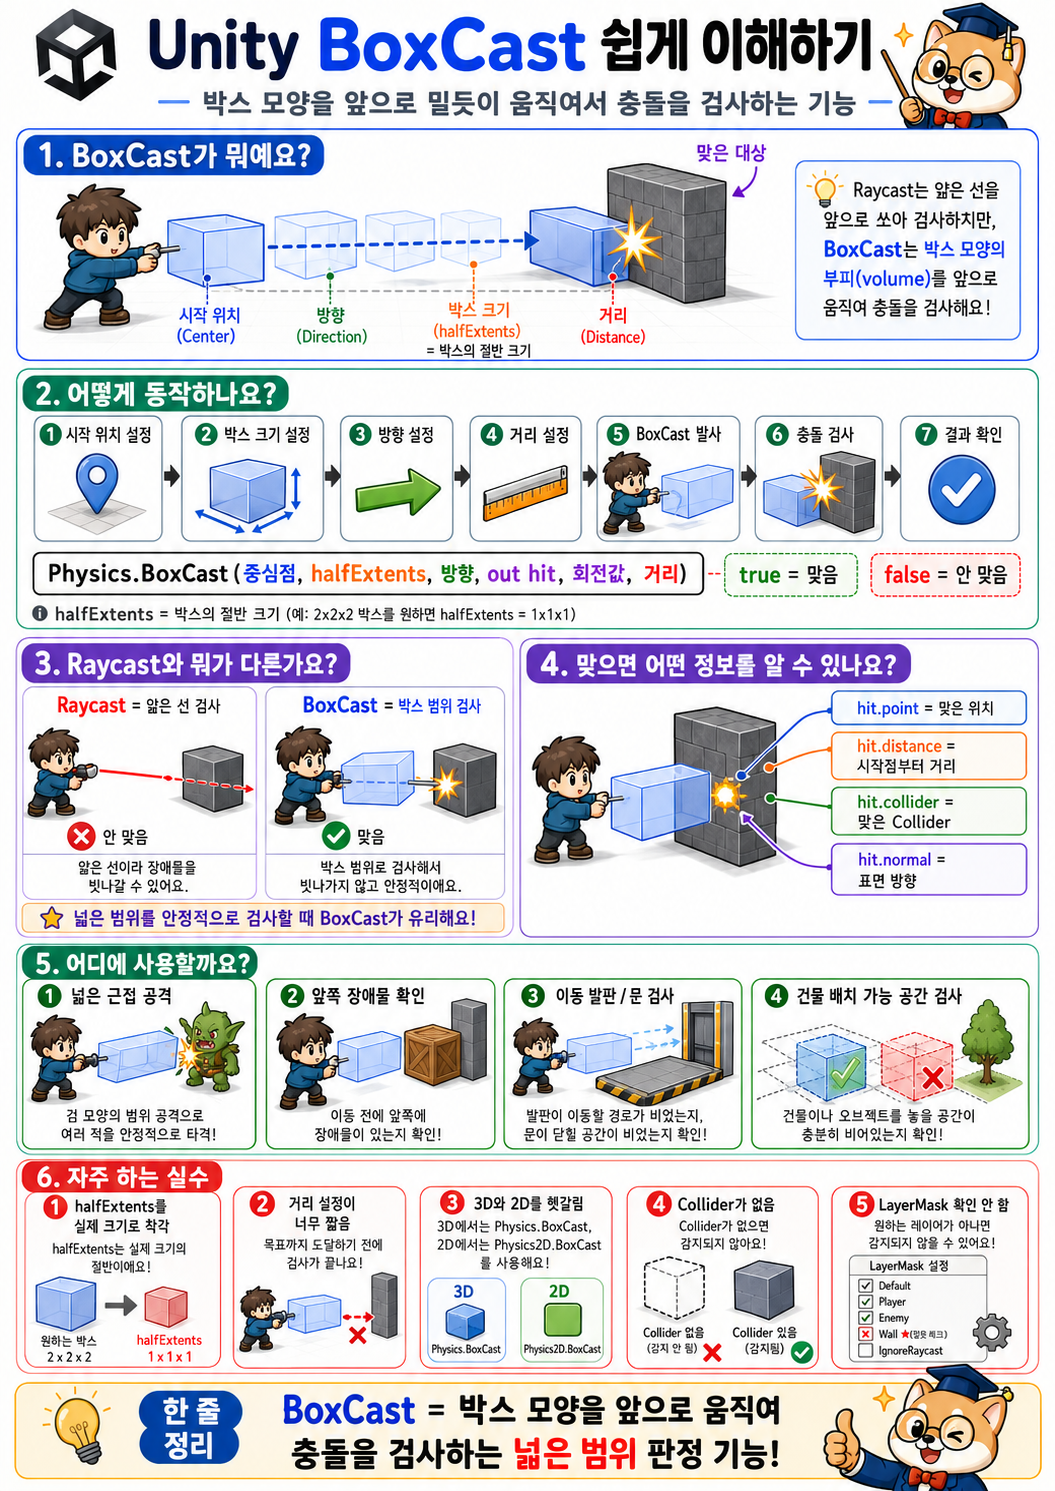 Unity BoxCast 쉽게 이해하기
박스 모양을 앞으로 밀듯이 움직여서 충돌을 검사하는 기능
1. BoxCast가 뭐예요?
맞은 대상
시작 위치
(Center)
방향
(Direction)
박스 크기
(halfExtents)
= 박스의 절반 크기
거리
(Distance)
Raycast는 얇은 선을
앞으로 쏘아 검사하지만,
BoxCast는 박스 모양의
부피(volume)를 앞으로
움직여 충돌을 검사해요!
2. 어떻게 동작하나요?
1 시작 위치 설정
2 박스 크기 설정
3 방향 설정
4 거리 설정
5 BoxCast 발사
6 충돌 검사
7 결과 확인
Physics.BoxCast (중심점, halfExtents, 방향, out hit, 회전값, 거리)
true = 맞음
false = 안 맞음
i halfExtents = 박스의 절반 크기 (예: 2x2x2 박스를 원하면 halfExtents = 1x1x1)
3. Raycast와 뭐가 다른가요?
Raycast = 얇은 선 검사
안 맞음
얇은 선이라 장애물을
빗나갈 수 있어요.
BoxCast = 박스 범위 검사
맞음
박스 범위로 검사해서
빗나가지 않고 안정적이에요.
넓은 범위를 안정적으로 검사할 때 BoxCast가 유리해요!
4. 맞으면 어떤 정보를 알 수 있나요?
hit.point = 맞은 위치
hit.distance =
시작점부터 거리
hit.collider =
맞은 Collider
hit.normal =
표면 방향
5. 어디에 사용할까요?
1 넓은 근접 공격
검 모양의 범위 공격으로
여러 적을 안정적으로 타격!
2 앞쪽 장애물 확인
이동 전에 앞쪽에
장애물이 있는지 확인!
3 이동 발판 / 문 검사
발판이 이동할 경로가 비었는지,
문이 닫힐 공간이 비었는지 확인!
4 건물 배치 가능 공간 검사
건물이나 오브젝트를 놓을 공간이
충분히 비어있는지 확인!
6. 자주 하는 실수
1 halfExtents를
실제 크기로 착각
halfExtents는 실제 크기의
절반이에요!
원하는 박스
2 x 2 x 2
halfExtents
1 x 1 x 1
2 거리 설정이
너무 짧음
목표까지 도달하기 전에
검사가 끝나요!
3 3D와 2D를 헷갈림
3D에서는 Physics.BoxCast,
2D에서는 Physics2D.BoxCast
를 사용해요!
3D
Physics.BoxCast
2D
Physics2D.BoxCast
4 Collider가 없음
Collider가 없으면
감지되지 않아요!
Collider 없음
(감지 안 됨)
Collider 있음
(감지됨)
5 LayerMask 확인 안 함
원하는 레이어가 아니면
감지되지 않을 수 있어요!
LayerMask 설정
Default
Player
Enemy
Wall
IgnoreRaycast
한 줄
정리
BoxCast = 박스 모양을 앞으로 움직여
충돌을 검사하는 넓은 범위 판정 기능!